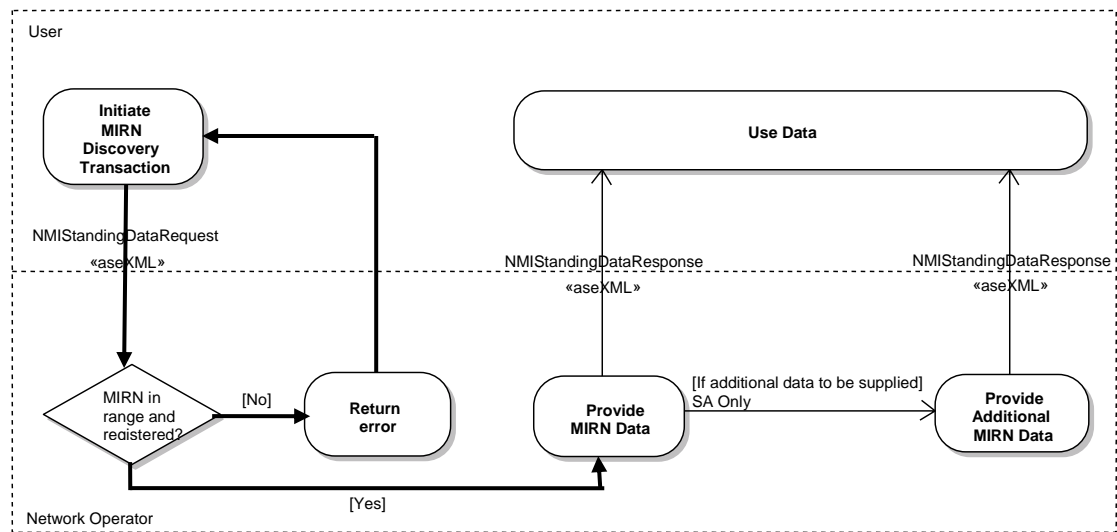 User
Initiate
MIRN
Discovery
Transaction
Use Data
NMIStandingDataRequest
«aseXML»
NMIStandingDataResponse
«aseXML»
NMIStandingDataResponse
«aseXML»
MIRN in
range and
registered?
[No]
Return
error
Provide
MIRN Data
[If additional data to be supplied]
SA Only
Provide
Additional
MIRN Data
[Yes]
Network Operator